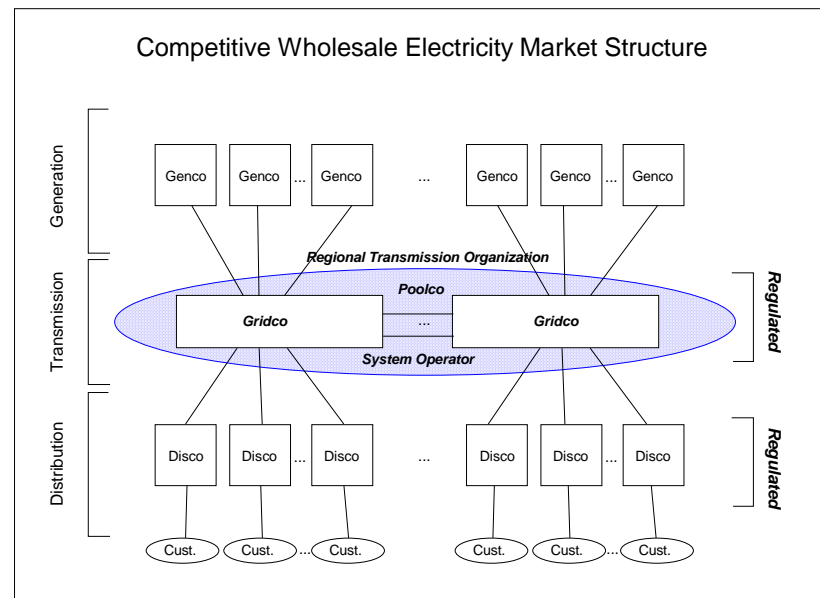 Competitive Wholesale Electricity Market Structure
Generation
Genco Genco ... Genco ... Genco Genco ... Genco
Regional Transmission Organization
Transmission
Poolco
Gridco ... Gridco
System Operator
Regulated
Distribution
Disco Disco ... Disco ... Disco Disco ... Disco
Regulated
Cust. Cust. ... Cust. Cust. Cust. ... Cust.